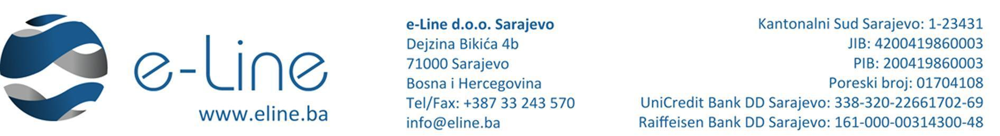 e-Line
www.eline.ba
e-Line d.o.o. Sarajevo
Dejzina Bikića 4b
71000 Sarajevo
Bosna i Hercegovina
Tel/Fax: +387 33 243 570
info@eline.ba
Kantonalni Sud Sarajevo: 1-23431
JIB: 4200419860003
PIB: 200419860003
Poreski broj: 01704108
UniCredit Bank DD Sarajevo: 338-320-22661702-69
Raiffeisen Bank DD Sarajevo: 161-000-00314300-48